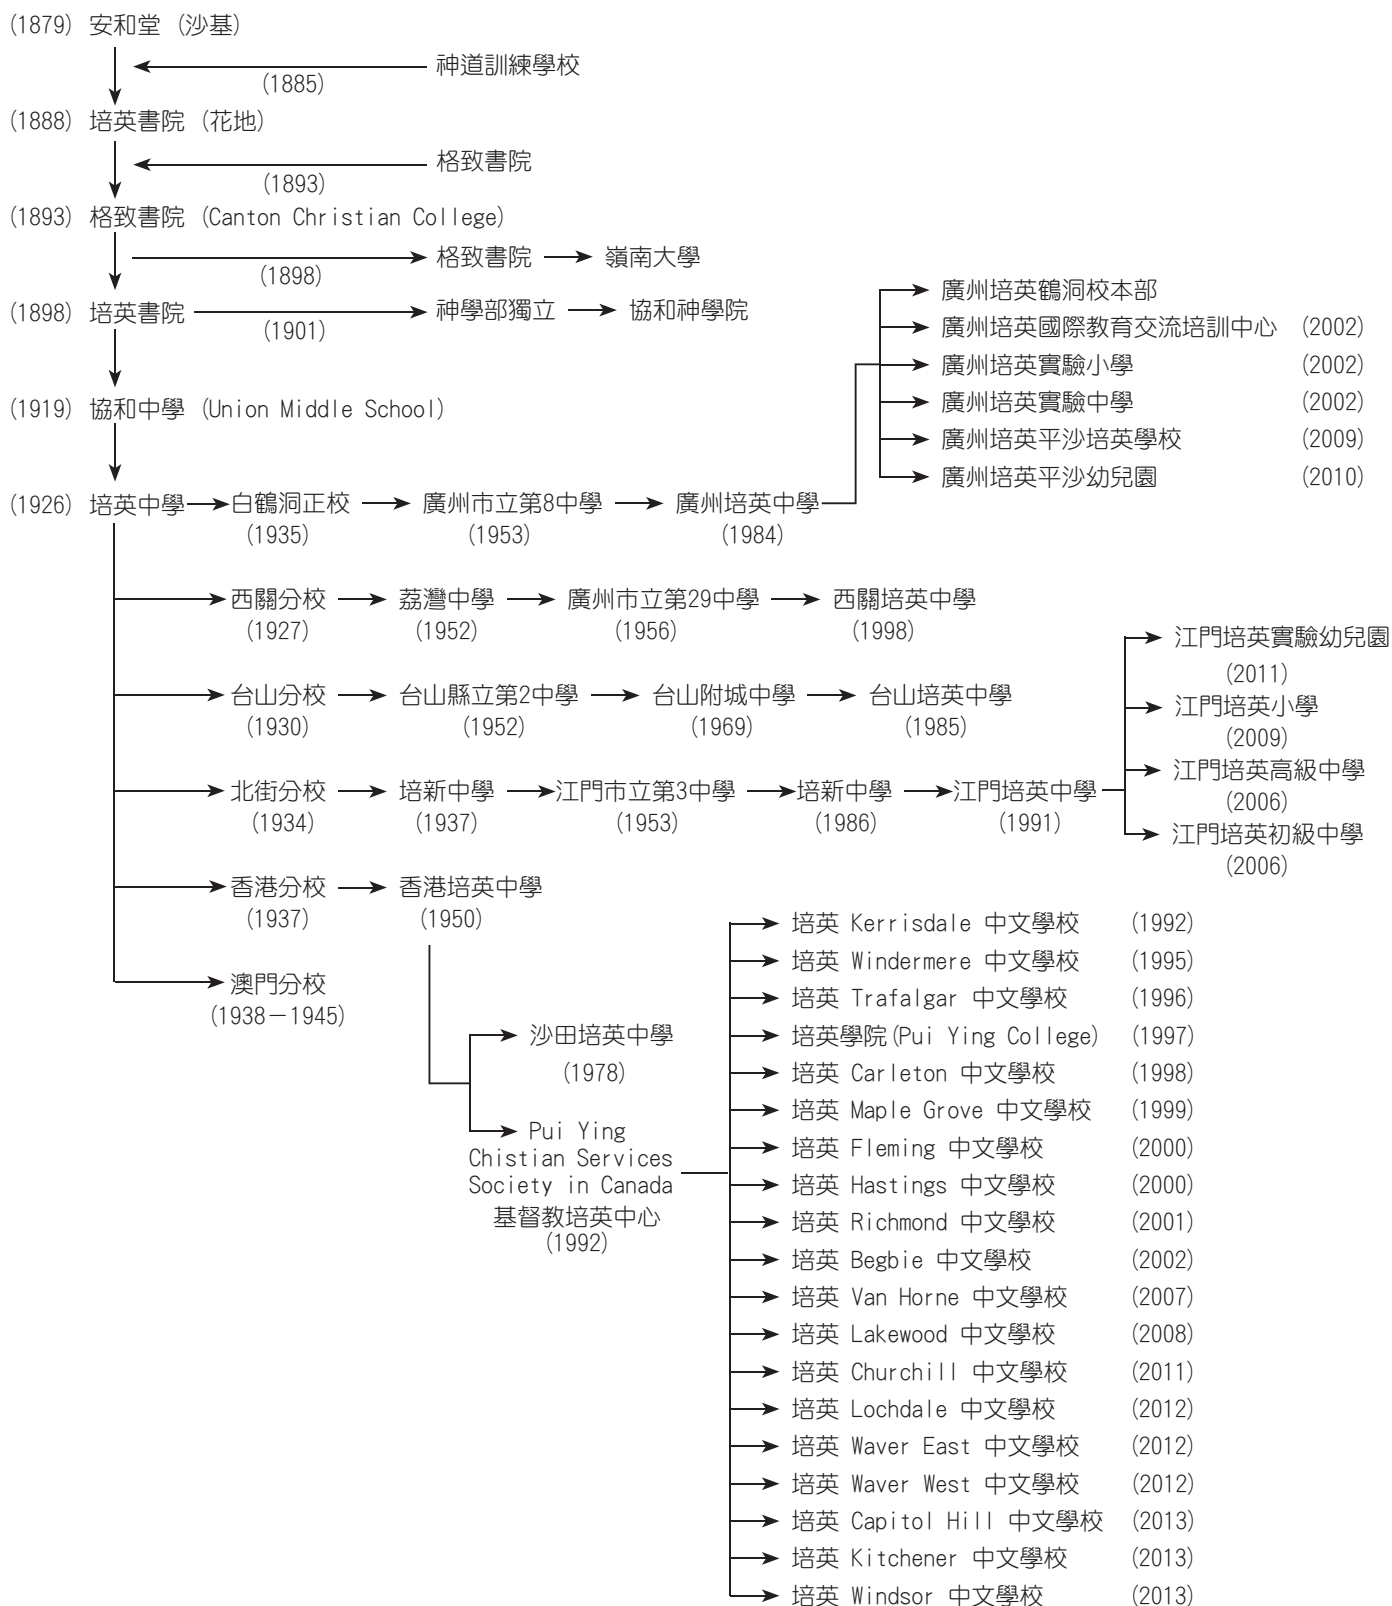 (1879) 安和堂 (沙基)
神道訓練學校
(1885)
(1888) 培英書院 (花地)
格致書院
(1893)
(1893) 格致書院 (Canton Christian College)
格致書院 嶺南大學
(1898)
(1898) 培英書院 神學部獨立 協和神學院
(1901)
廣州培英鶴洞校本部
廣州培英國際教育交流培訓中心 (2002)
廣州培英實驗小學 (2002)
廣州培英實驗中學 (2002)
廣州培英平沙培英學校 (2009)
廣州培英平沙幼兒園 (2010)
(1919) 協和中學 (Union Middle School)
(1926) 培英中學 白鶴洞正校 廣州市立第8中學 廣州培英中學
(1935) (1953) (1984)
西關分校 荔灣中學 廣州市立第29中學 西關培英中學
(1927) (1952) (1956) (1998)
台山分校 台山縣立第2中學 台山附城中學 台山培英中學
(1930) (1952) (1969) (1985)
北街分校 培新中學 江門市立第3中學 培新中學 江門培英中學
(1934) (1937) (1953) (1986) (1991)
江門培英實驗幼兒園
(2011)
江門培英小學
(2009)
江門培英高級中學
(2006)
江門培英初級中學
(2006)
香港分校 香港培英中學
(1937) (1950)
澳門分校
(1938－1945)
沙田培英中學
(1978)
Pui Ying
Chistian Services
Society in Canada
基督教培英中心
(1992)
培英 Kerrisdale 中文學校 (1992)
培英 Windermere 中文學校 (1995)
培英 Trafalgar 中文學校 (1996)
培英學院(Pui Ying College) (1997)
培英 Carleton 中文學校 (1998)
培英 Maple Grove 中文學校 (1999)
培英 Fleming 中文學校 (2000)
培英 Hastings 中文學校 (2000)
培英 Richmond 中文學校 (2001)
培英 Begbie 中文學校 (2002)
培英 Van Horne 中文學校 (2007)
培英 Lakewood 中文學校 (2008)
培英 Churchill 中文學校 (2011)
培英 Lochdale 中文學校 (2012)
培英 Waver East 中文學校 (2012)
培英 Waver West 中文學校 (2012)
培英 Capitol Hill 中文學校 (2013)
培英 Kitchener 中文學校 (2013)
培英 Windsor 中文學校 (2013)